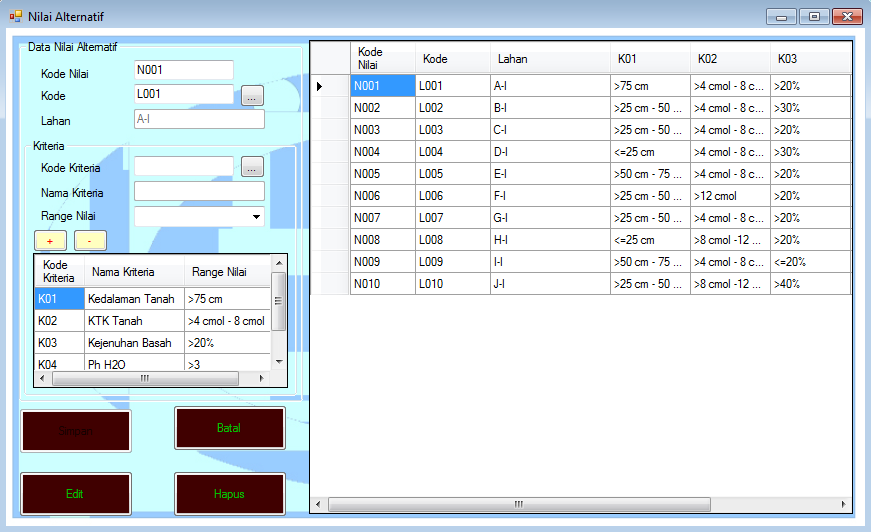 Nilai Alternatif
Data Nilai Alternatif
Kode Nilai N001
Kode L001 ...
Lahan A-I
Kriteria
Kode Kriteria ...
Nama Kriteria
Range Nilai
+ -
Kode Kriteria Nama Kriteria Range Nilai
K01 Kedalaman Tanah >75 cm
K02 KTK Tanah >4 cmol - 8 cmol
K03 Kejenuhan Basah >20%
K04 Ph H2O >3
Simpan Batal
Edit Hapus
Kode Nilai Kode Lahan K01 K02 K03
N001 L001 A-I >75 cm >4 cmol - 8 c... >20%
N002 L002 B-I >25 cm - 50 ... >4 cmol - 8 c... >30%
N003 L003 C-I >25 cm - 50 ... >4 cmol - 8 c... >20%
N004 L004 D-I <=25 cm >4 cmol - 8 c... >30%
N005 L005 E-I >50 cm - 75 ... >4 cmol - 8 c... >20%
N006 L006 F-I >25 cm - 50 ... >12 cmol >20%
N007 L007 G-I >25 cm - 50 ... >4 cmol - 8 c... >20%
N008 L008 H-I <=25 cm >8 cmol -12 ... >20%
N009 L009 I-I >50 cm - 75 ... >4 cmol - 8 c... <=20%
N010 L010 J-I >25 cm - 50 ... >8 cmol -12 ... >40%